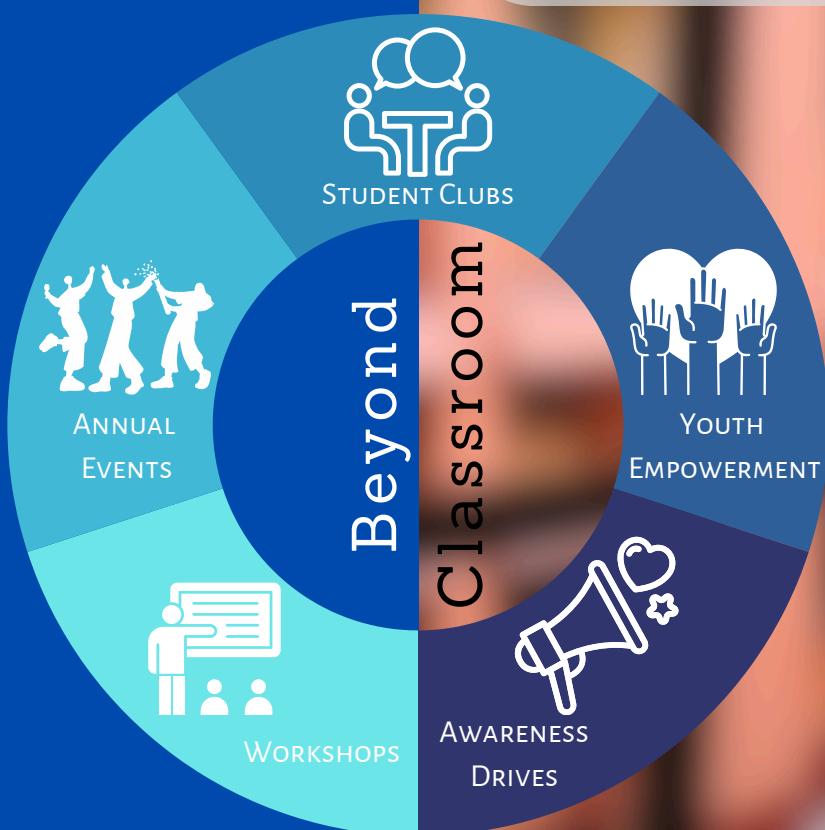 Student Clubs
Annual
Events
Beyond
Classroom
Youth
Empowerment
Workshops
Awareness
Drives